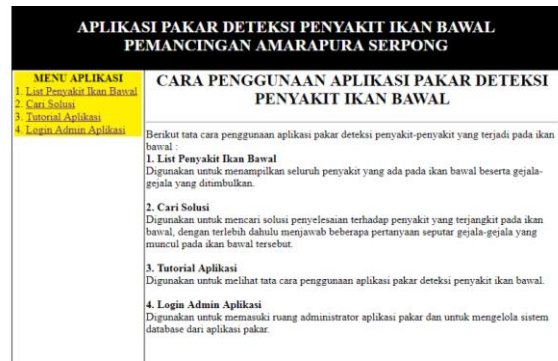 APLIKASI PAKAR DETEKSI PENYAKIT IKAN BAWAL
PEMANCINGAN AMARAPURA SERPONG
MENU APLIKASI
1. List Penyakit Ikan Bawal
2. Cari Solusi
3. Tutorial Aplikasi
4. Login Admin Aplikasi
CARA PENGGUNAAN APLIKASI PAKAR DETEKSI
PENYAKIT IKAN BAWAL
Berikut tata cara penggunaan aplikasi pakar deteksi penyakit-penyakit yang terjadi pada ikan
bawal :
1. List Penyakit Ikan Bawal
Digunakan untuk menampilkan seluruh penyakit yang ada pada ikan bawal beserta gejala-
gejala yang ditimbulkan.
2. Cari Solusi
Digunakan untuk mencari solusi penyelesaian terhadap penyakit yang terjangkit pada ikan
bawal, dengan terlebih dahulu menjawab beberapa pertanyaan seputar gejala-gejala yang
muncul pada ikan bawal tersebut.
3. Tutorial Aplikasi
Digunakan untuk melihat tata cara penggunaan aplikasi pakar deteksi penyakit ikan bawal.
4. Login Admin Aplikasi
Digunakan untuk memasuki ruang administrator aplikasi pakar dan untuk mengelola sistem
database dari aplikasi pakar.